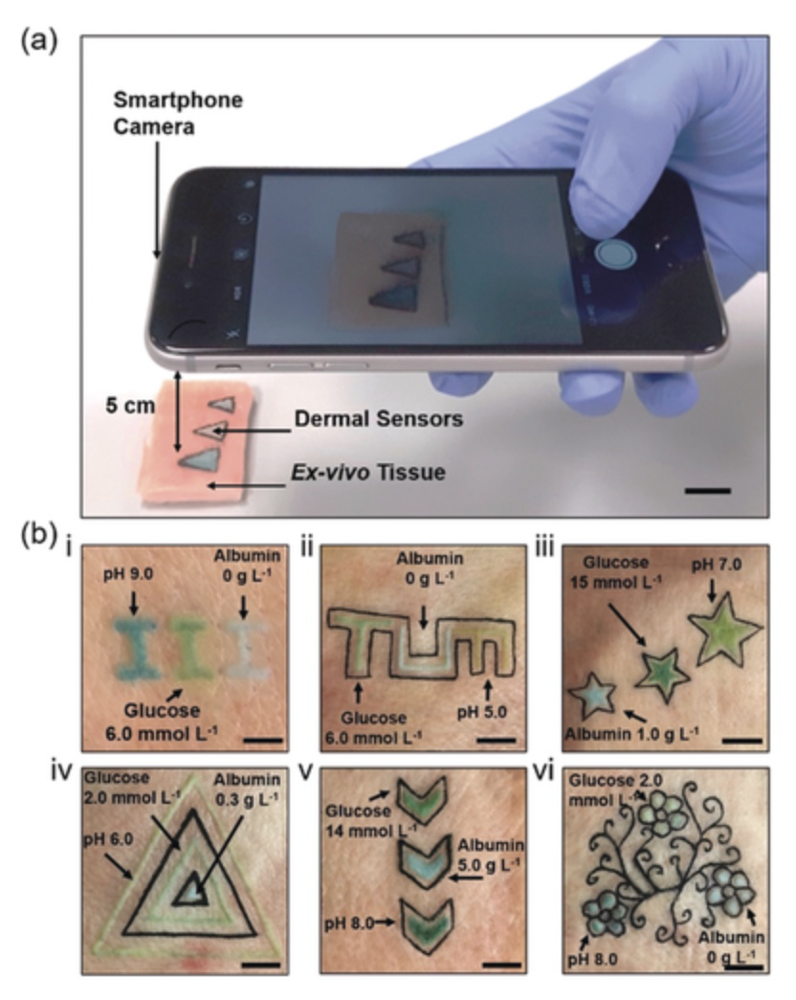 (a)
Smartphone
Camera
5 cm
Dermal Sensors
Ex-vivo Tissue
(b)
i
pH 9.0
Albumin
0 g L⁻¹
Glucose
6.0 mmol L⁻¹
ii
Albumin
0 g L⁻¹
TUM
Glucose
6.0 mmol L⁻¹
pH 5.0
iii
Glucose
15 mmol L⁻¹
pH 7.0
Albumin 1.0 g L⁻¹
iv
Glucose
2.0 mmol L⁻¹
Albumin
0.3 g L⁻¹
pH 6.0
v
Glucose
14 mmol L⁻¹
Albumin
5.0 g L⁻¹
pH 8.0
vi
Glucose 2.0
mmol L⁻¹
pH 8.0
Albumin
0 g L⁻¹